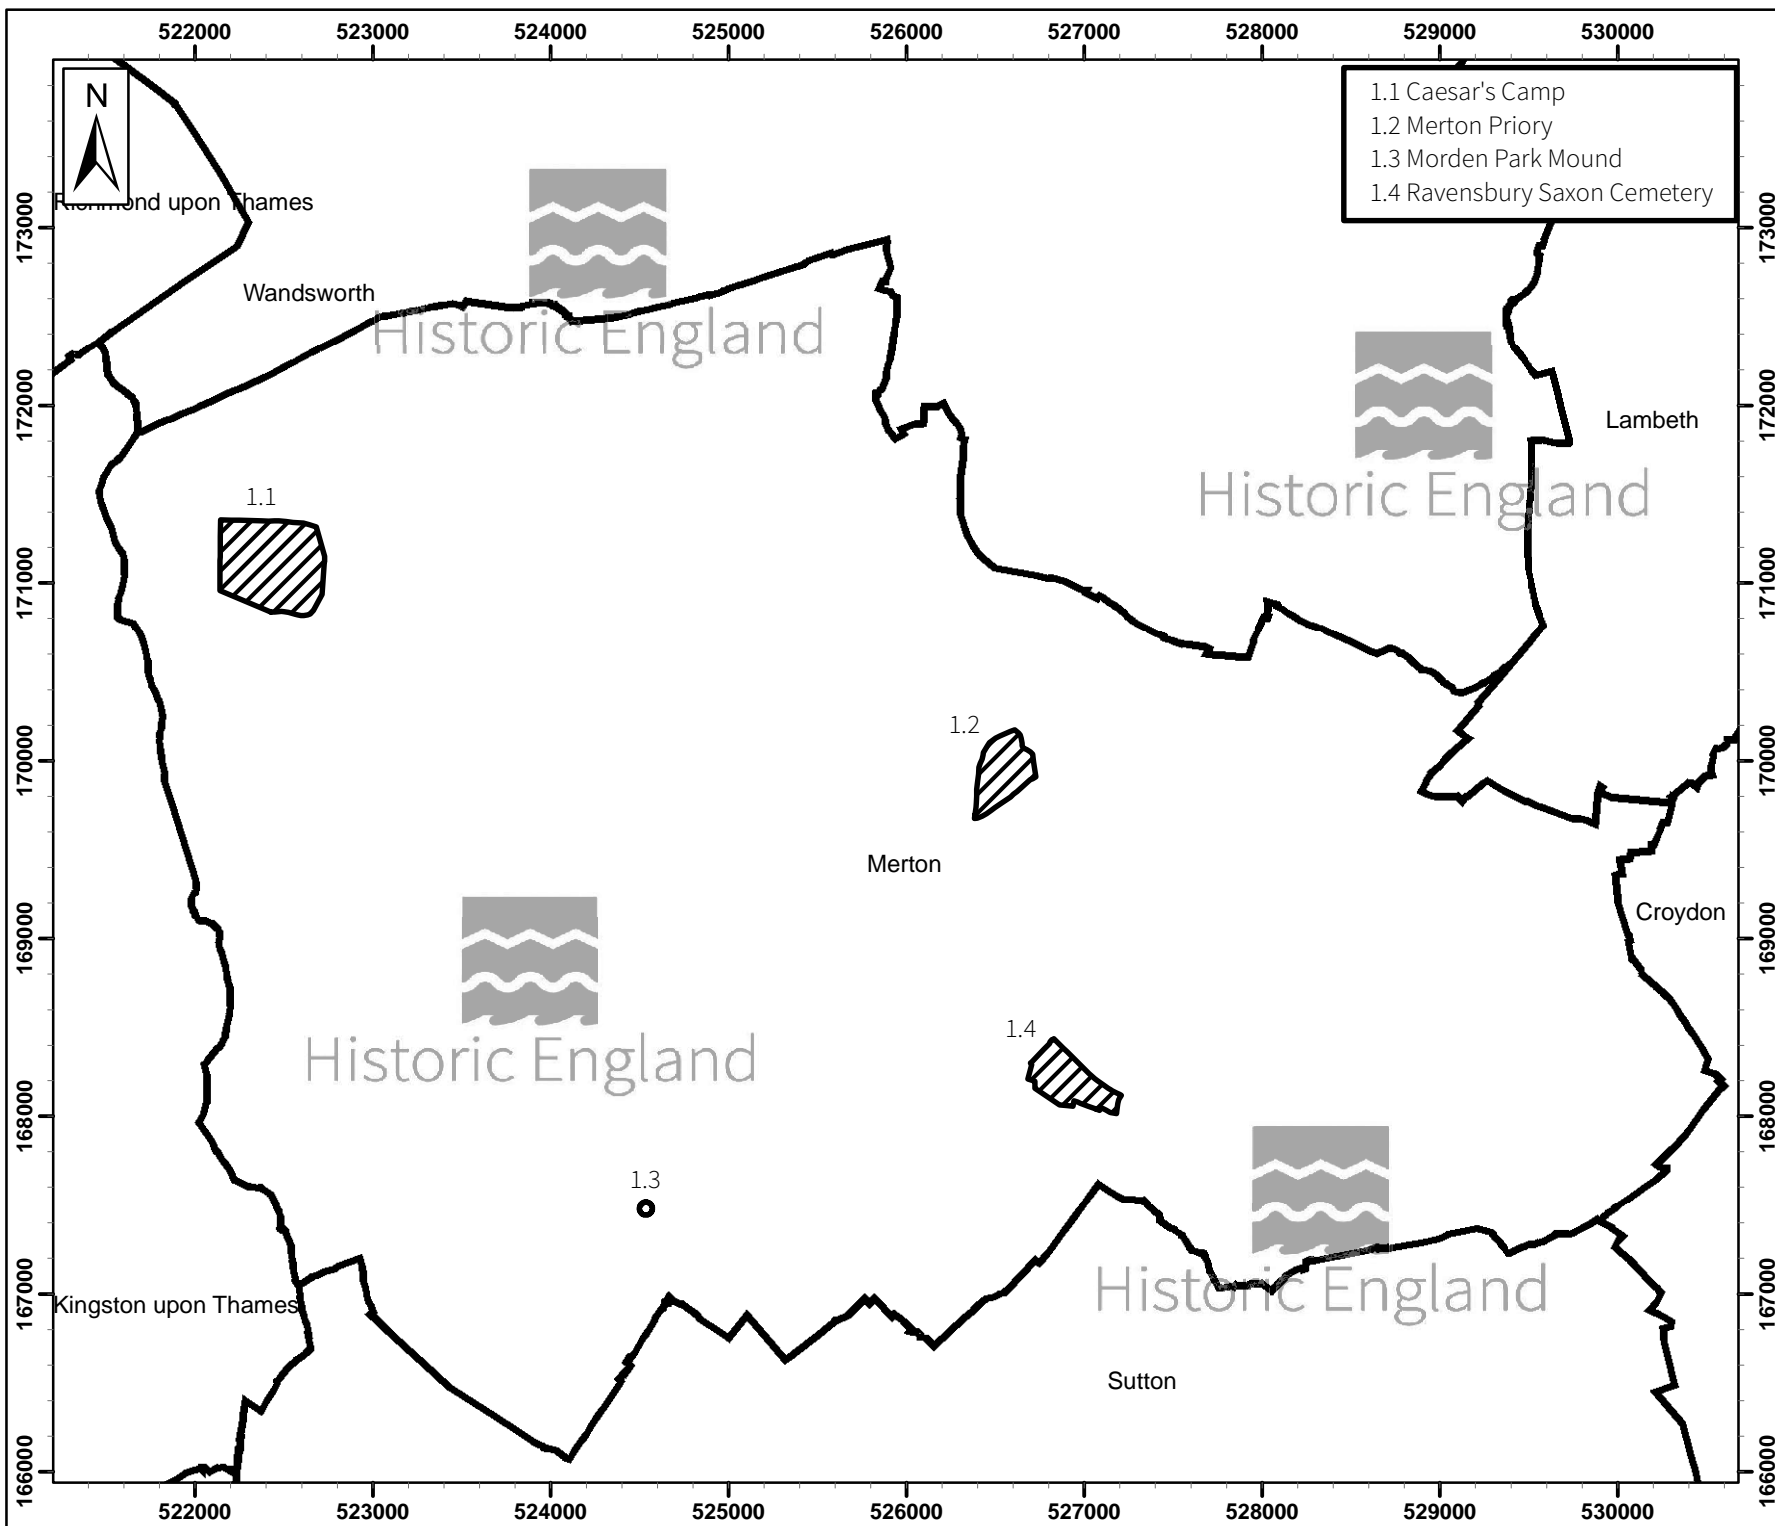 522000 523000 524000 525000 526000 527000 528000 529000 530000
N
1.1 Caesar's Camp
1.2 Merton Priory
1.3 Morden Park Mound
1.4 Ravensbury Saxon Cemetery
Richmond upon Thames
173000 173000
Wandsworth
Historic England
172000 172000
Lambeth
1.1
Historic England
171000 171000
1.2
170000 170000
Merton
Croydon
169000 169000
1.4
Historic England
168000 168000
1.3
Historic England
167000 167000
Kingston upon Thames
Sutton
166000 166000
522000 523000 524000 525000 526000 527000 528000 529000 530000